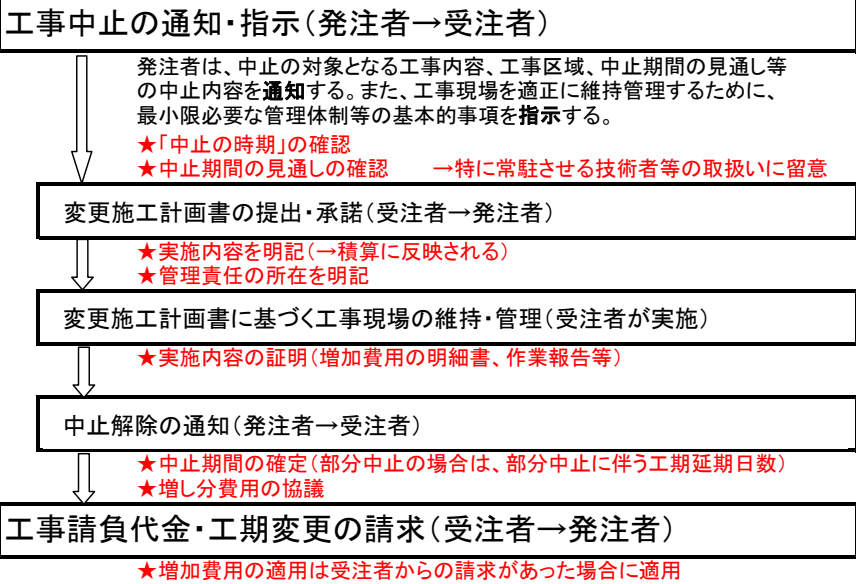 工事中止の通知・指示（発注者→受注者）
発注者は、中止の対象となる工事内容、工事区域、中止期間の見通し等
の中止内容を通知する。また、工事現場を適正に維持管理するために、
最小限必要な管理体制等の基本的事項を指示する。
★「中止の時期」の確認
★中止期間の見通しの確認　　→特に常駐させる技術者等の取扱いに留意
変更施工計画書の提出・承諾（受注者→発注者）
★実施内容を明記（→積算に反映される）
★管理責任の所在を明記
変更施工計画書に基づく工事現場の維持・管理（受注者が実施）
★実施内容の証明（増加費用の明細書、作業報告等）
中止解除の通知（発注者→受注者）
★中止期間の確定（部分中止の場合は、部分中止に伴う工期延期日数）
★増し分費用の協議
工事請負代金・工期変更の請求（受注者→発注者）
★増加費用の適用は受注者からの請求があった場合に適用